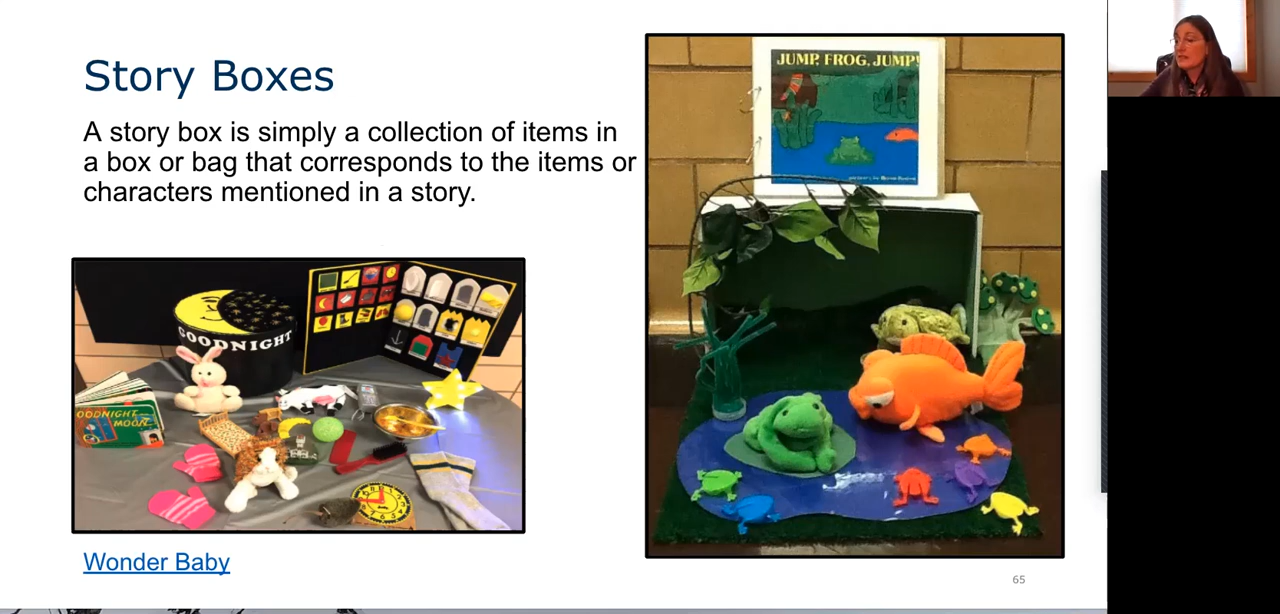 Story Boxes
A story box is simply a collection of items in
a box or bag that corresponds to the items or
characters mentioned in a story.
JUMP, FROG, JUMP!
GOODNIGHT
OODNIGHT
MOON
Wonder Baby
65